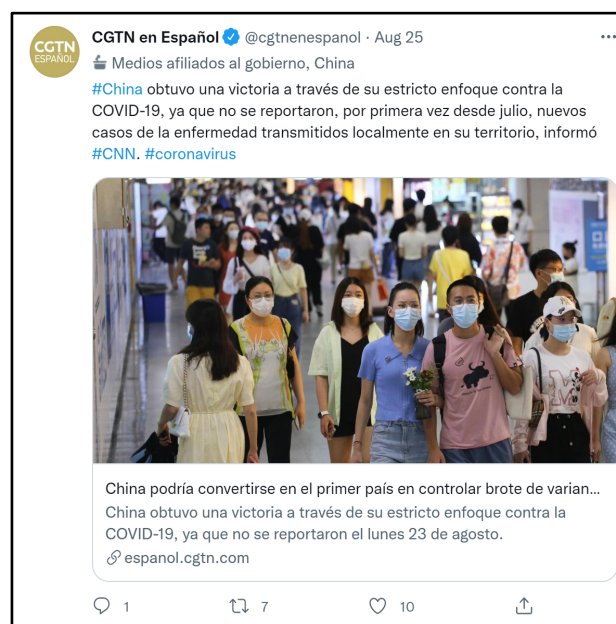 CGTN
ESPAÑOL
CGTN en Español @cgtnenespanol · Aug 25
Medios afiliados al gobierno, China
#China obtuvo una victoria a través de su estricto enfoque contra la
COVID-19, ya que no se reportaron, por primera vez desde julio, nuevos
casos de la enfermedad transmitidos localmente en su territorio, informó
#CNN. #coronavirus
M
China podría convertirse en el primer país en controlar brote de varian...
China obtuvo una victoria a través de su estricto enfoque contra la
COVID-19, ya que no se reportaron el lunes 23 de agosto.
espanol.cgtn.com
1 7 10